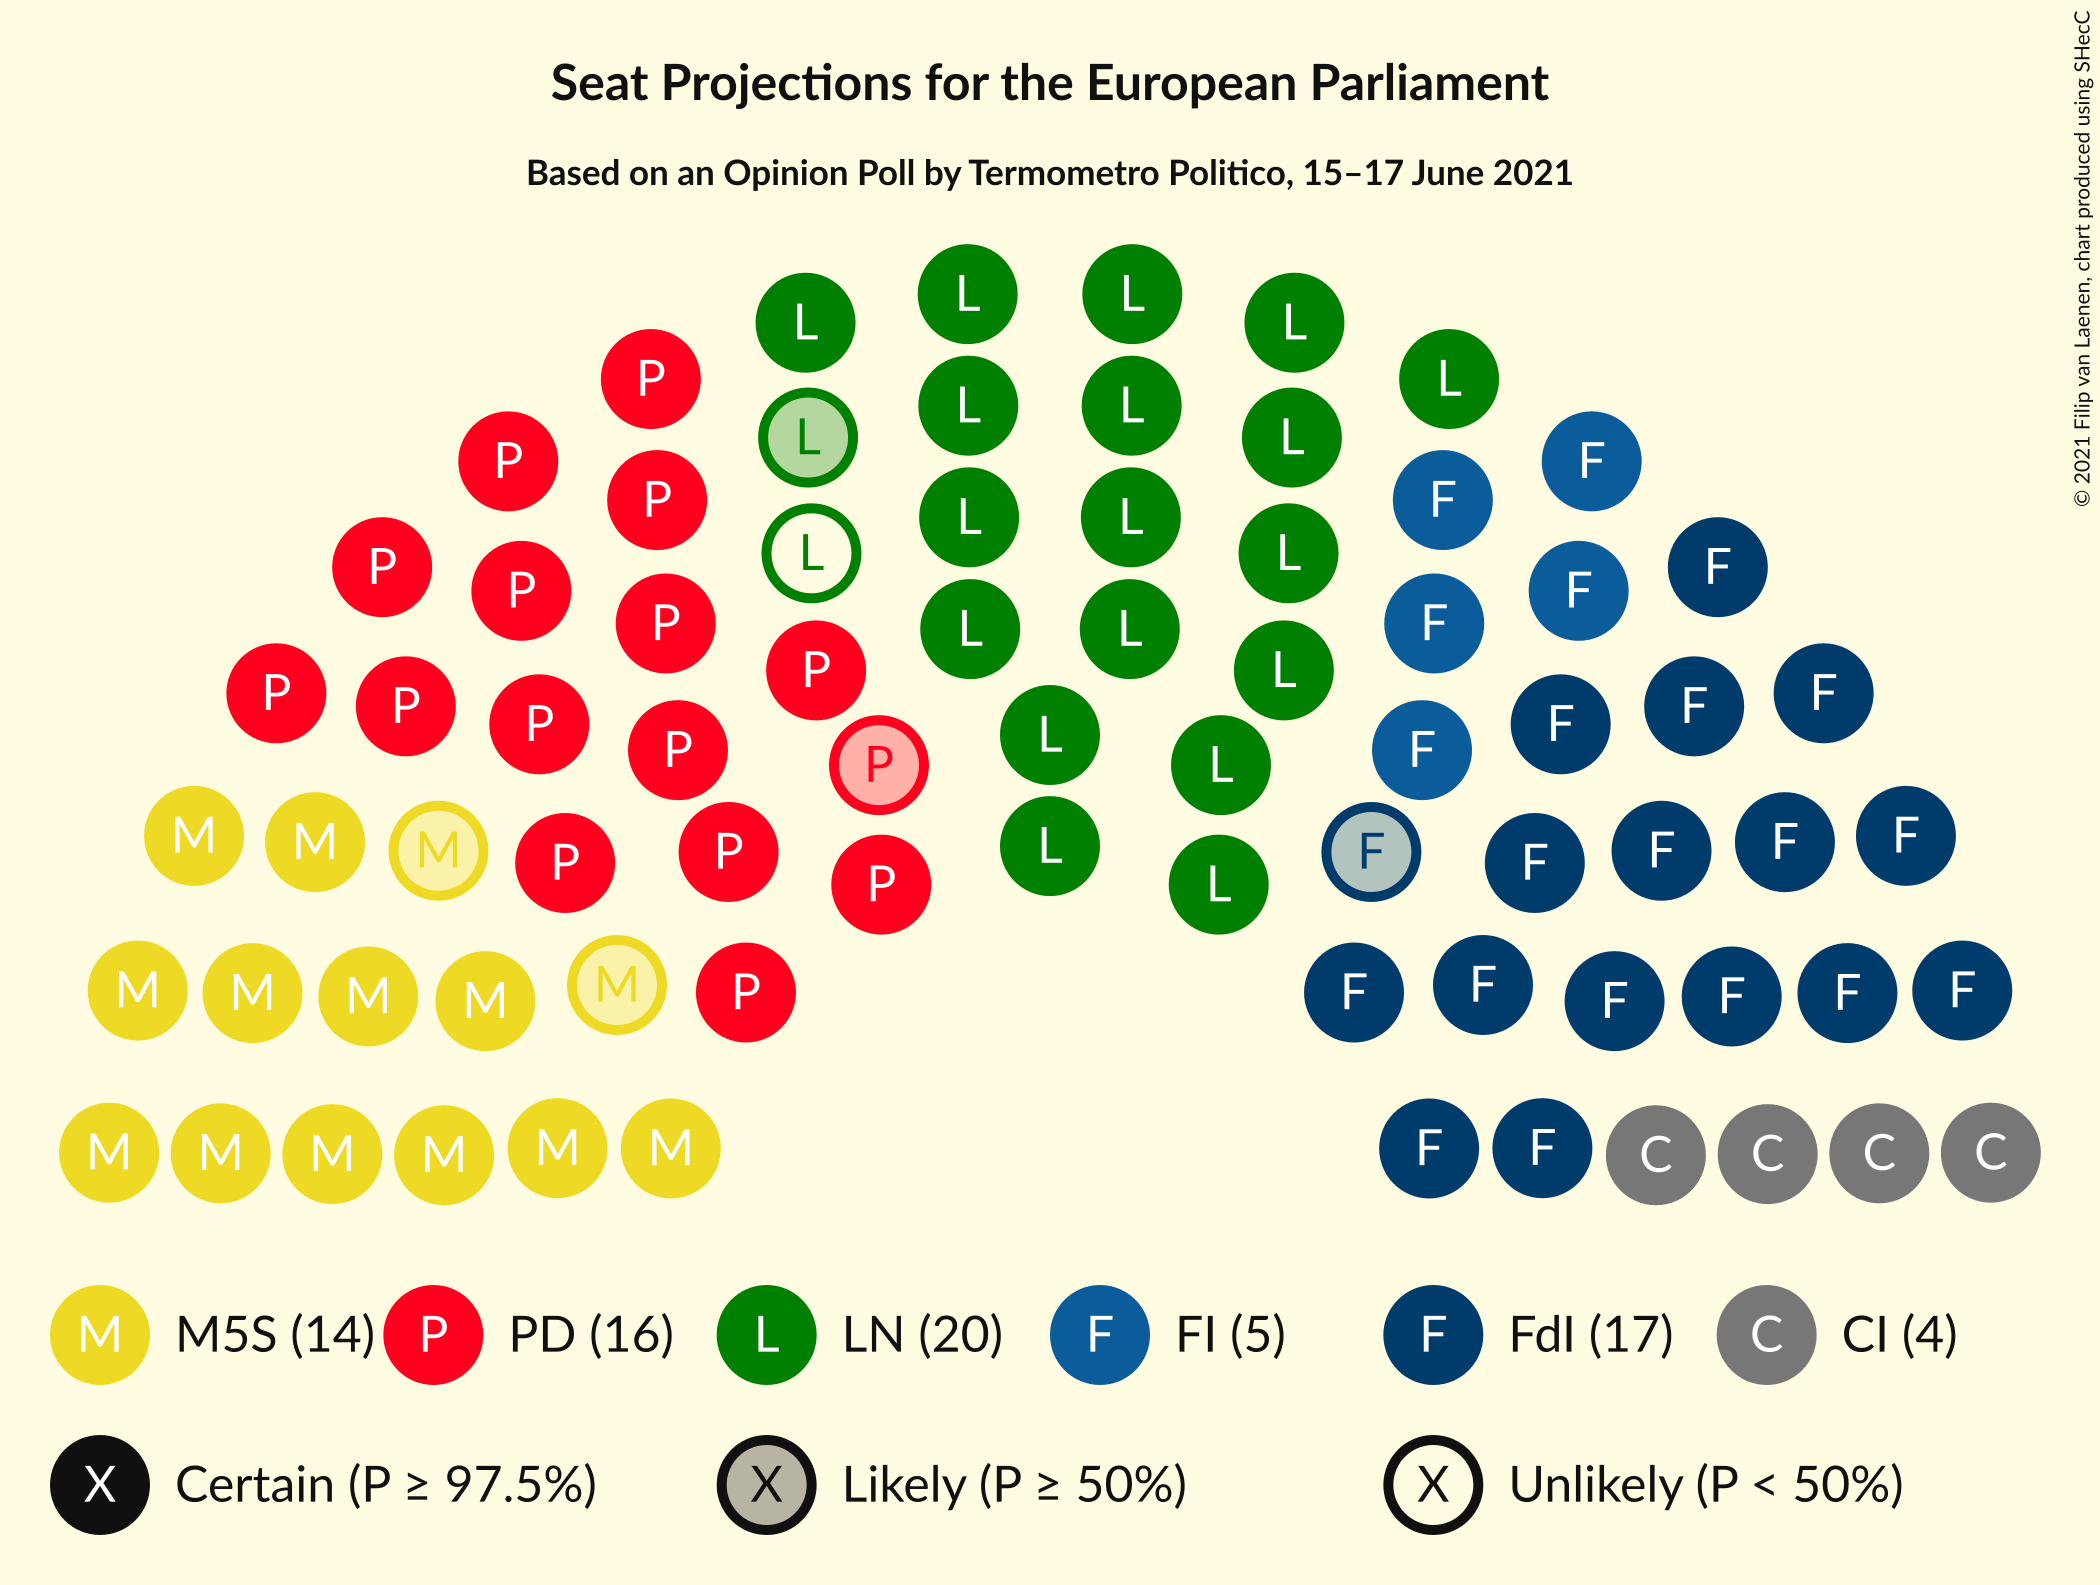 Seat Projections for the European Parliament
Based on an Opinion Poll by Termometro Politico, 15–17 June 2021
© 2021 Filip van Laenen, chart produced using SHecC
L L
L L
P L
L L
L L
P F
P L L
P F
L L
L F
P F
P F
P F
L L
P L
P P F F
P P F F
L
P L
M F
M F
L
M P P F F F
P L
M M M M M P F F F F F F
M M M M M M F F C C C C
M M5S (14) P PD (16) L LN (20) F FI (5) F FdI (17) C CI (4)
X Certain (P ≥ 97.5%) X Likely (P ≥ 50%) X Unlikely (P < 50%)